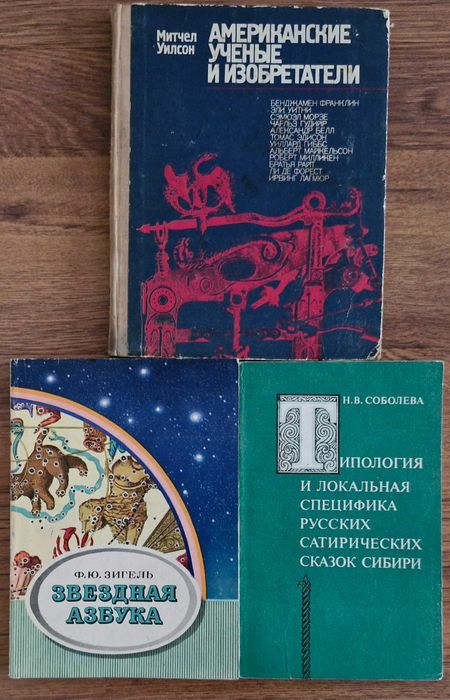 Митчел
Уилсон
АМЕРИКАНСКИЕ
УЧЕНЫЕ
И ИЗОБРЕТАТЕЛИ
БЕНДЖАМЕН ФРАНКЛИН
ЭЛИ УИТНИ
СЭМЮЭЛ МОРЗЕ
ЧАРЛЬЗ ГУДИЙР
АЛЕКСАНДР БЕЛЛ
ТОМАС ЭДИСОН
УИЛЛАРД ГИББС
АЛЬБЕРТ МАЙКЕЛЬСОН
РОБЕРТ МИЛЛИКЕН
БРАТЬЯ РАЙТ
ЛИ ДЕ ФОРЕСТ
ИРВИНГ ЛАГМЮР
Ф.Ю. ЗИГЕЛЬ
ЗВЕЗДНАЯ
АЗБУКА
Н.В. СОБОЛЕВА
ТИПОЛОГИЯ
И ЛОКАЛЬНАЯ
СПЕЦИФИКА
РУССКИХ
САТИРИЧЕСКИХ
СКАЗОК СИБИРИ